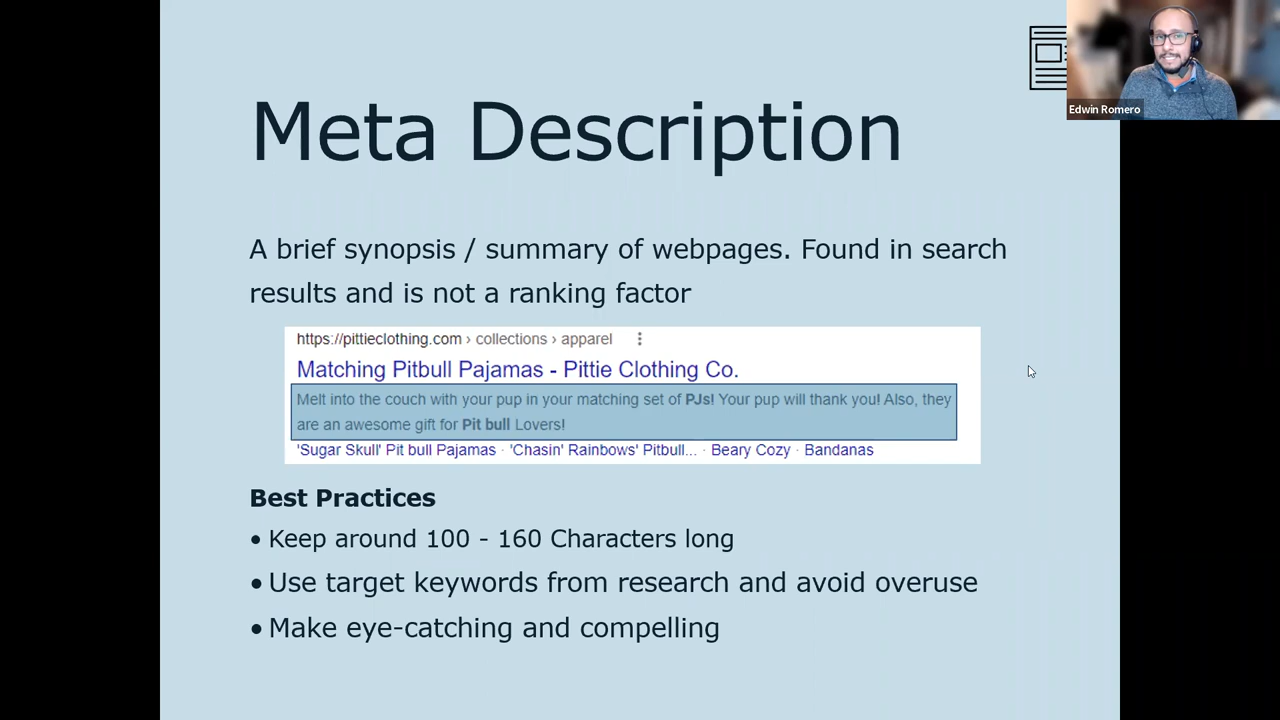 Edwin Romero
Meta Description
A brief synopsis / summary of webpages. Found in search
results and is not a ranking factor
https://pittieclothing.com › collections › apparel
Matching Pitbull Pajamas - Pittie Clothing Co.
Melt into the couch with your pup in your matching set of PJs! Your pup will thank you! Also, they
are an awesome gift for Pit bull Lovers!
'Sugar Skull' Pit bull Pajamas · 'Chasin' Rainbows' Pitbull... · Beary Cozy · Bandanas
Best Practices
• Keep around 100 - 160 Characters long
• Use target keywords from research and avoid overuse
• Make eye-catching and compelling